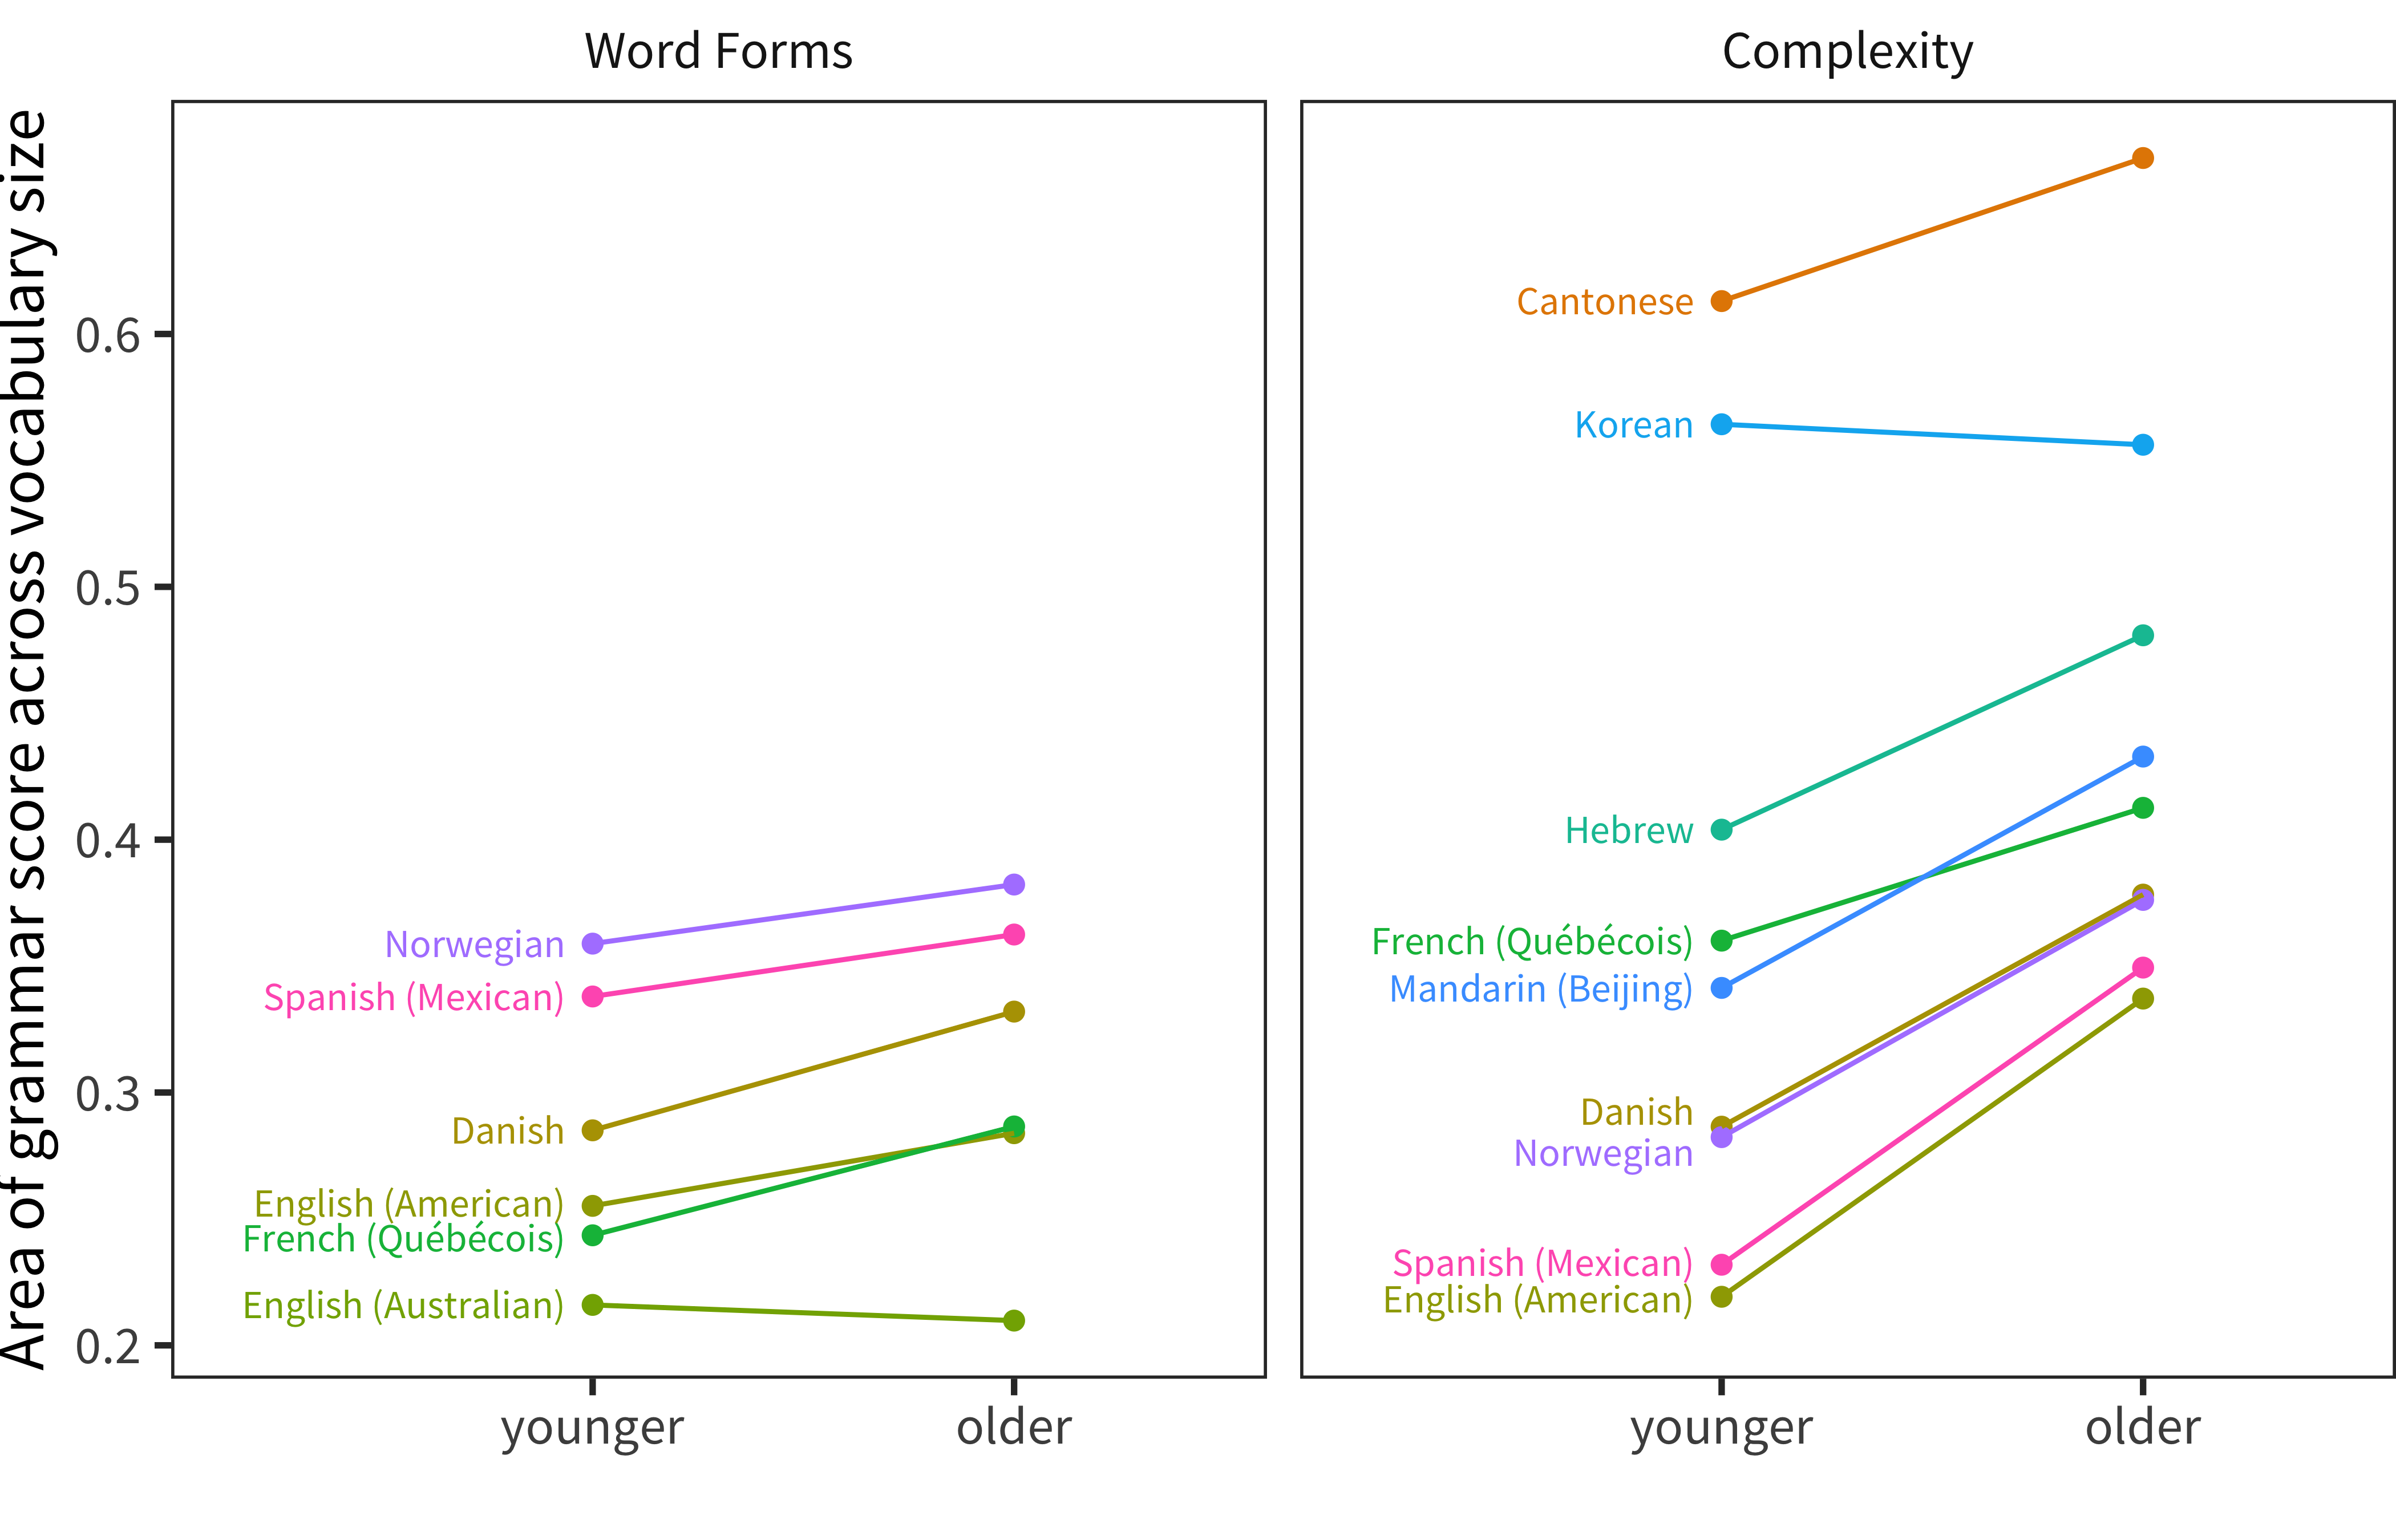 Word Forms
Complexity
Area of grammar score across vocabulary size
0.6
0.5
0.4
0.3
0.2
Norwegian
Spanish (Mexican)
Danish
English (American)
French (Québécois)
English (Australian)
younger
older
Cantonese
Korean
Hebrew
French (Québécois)
Mandarin (Beijing)
Danish
Norwegian
Spanish (Mexican)
English (American)
younger
older